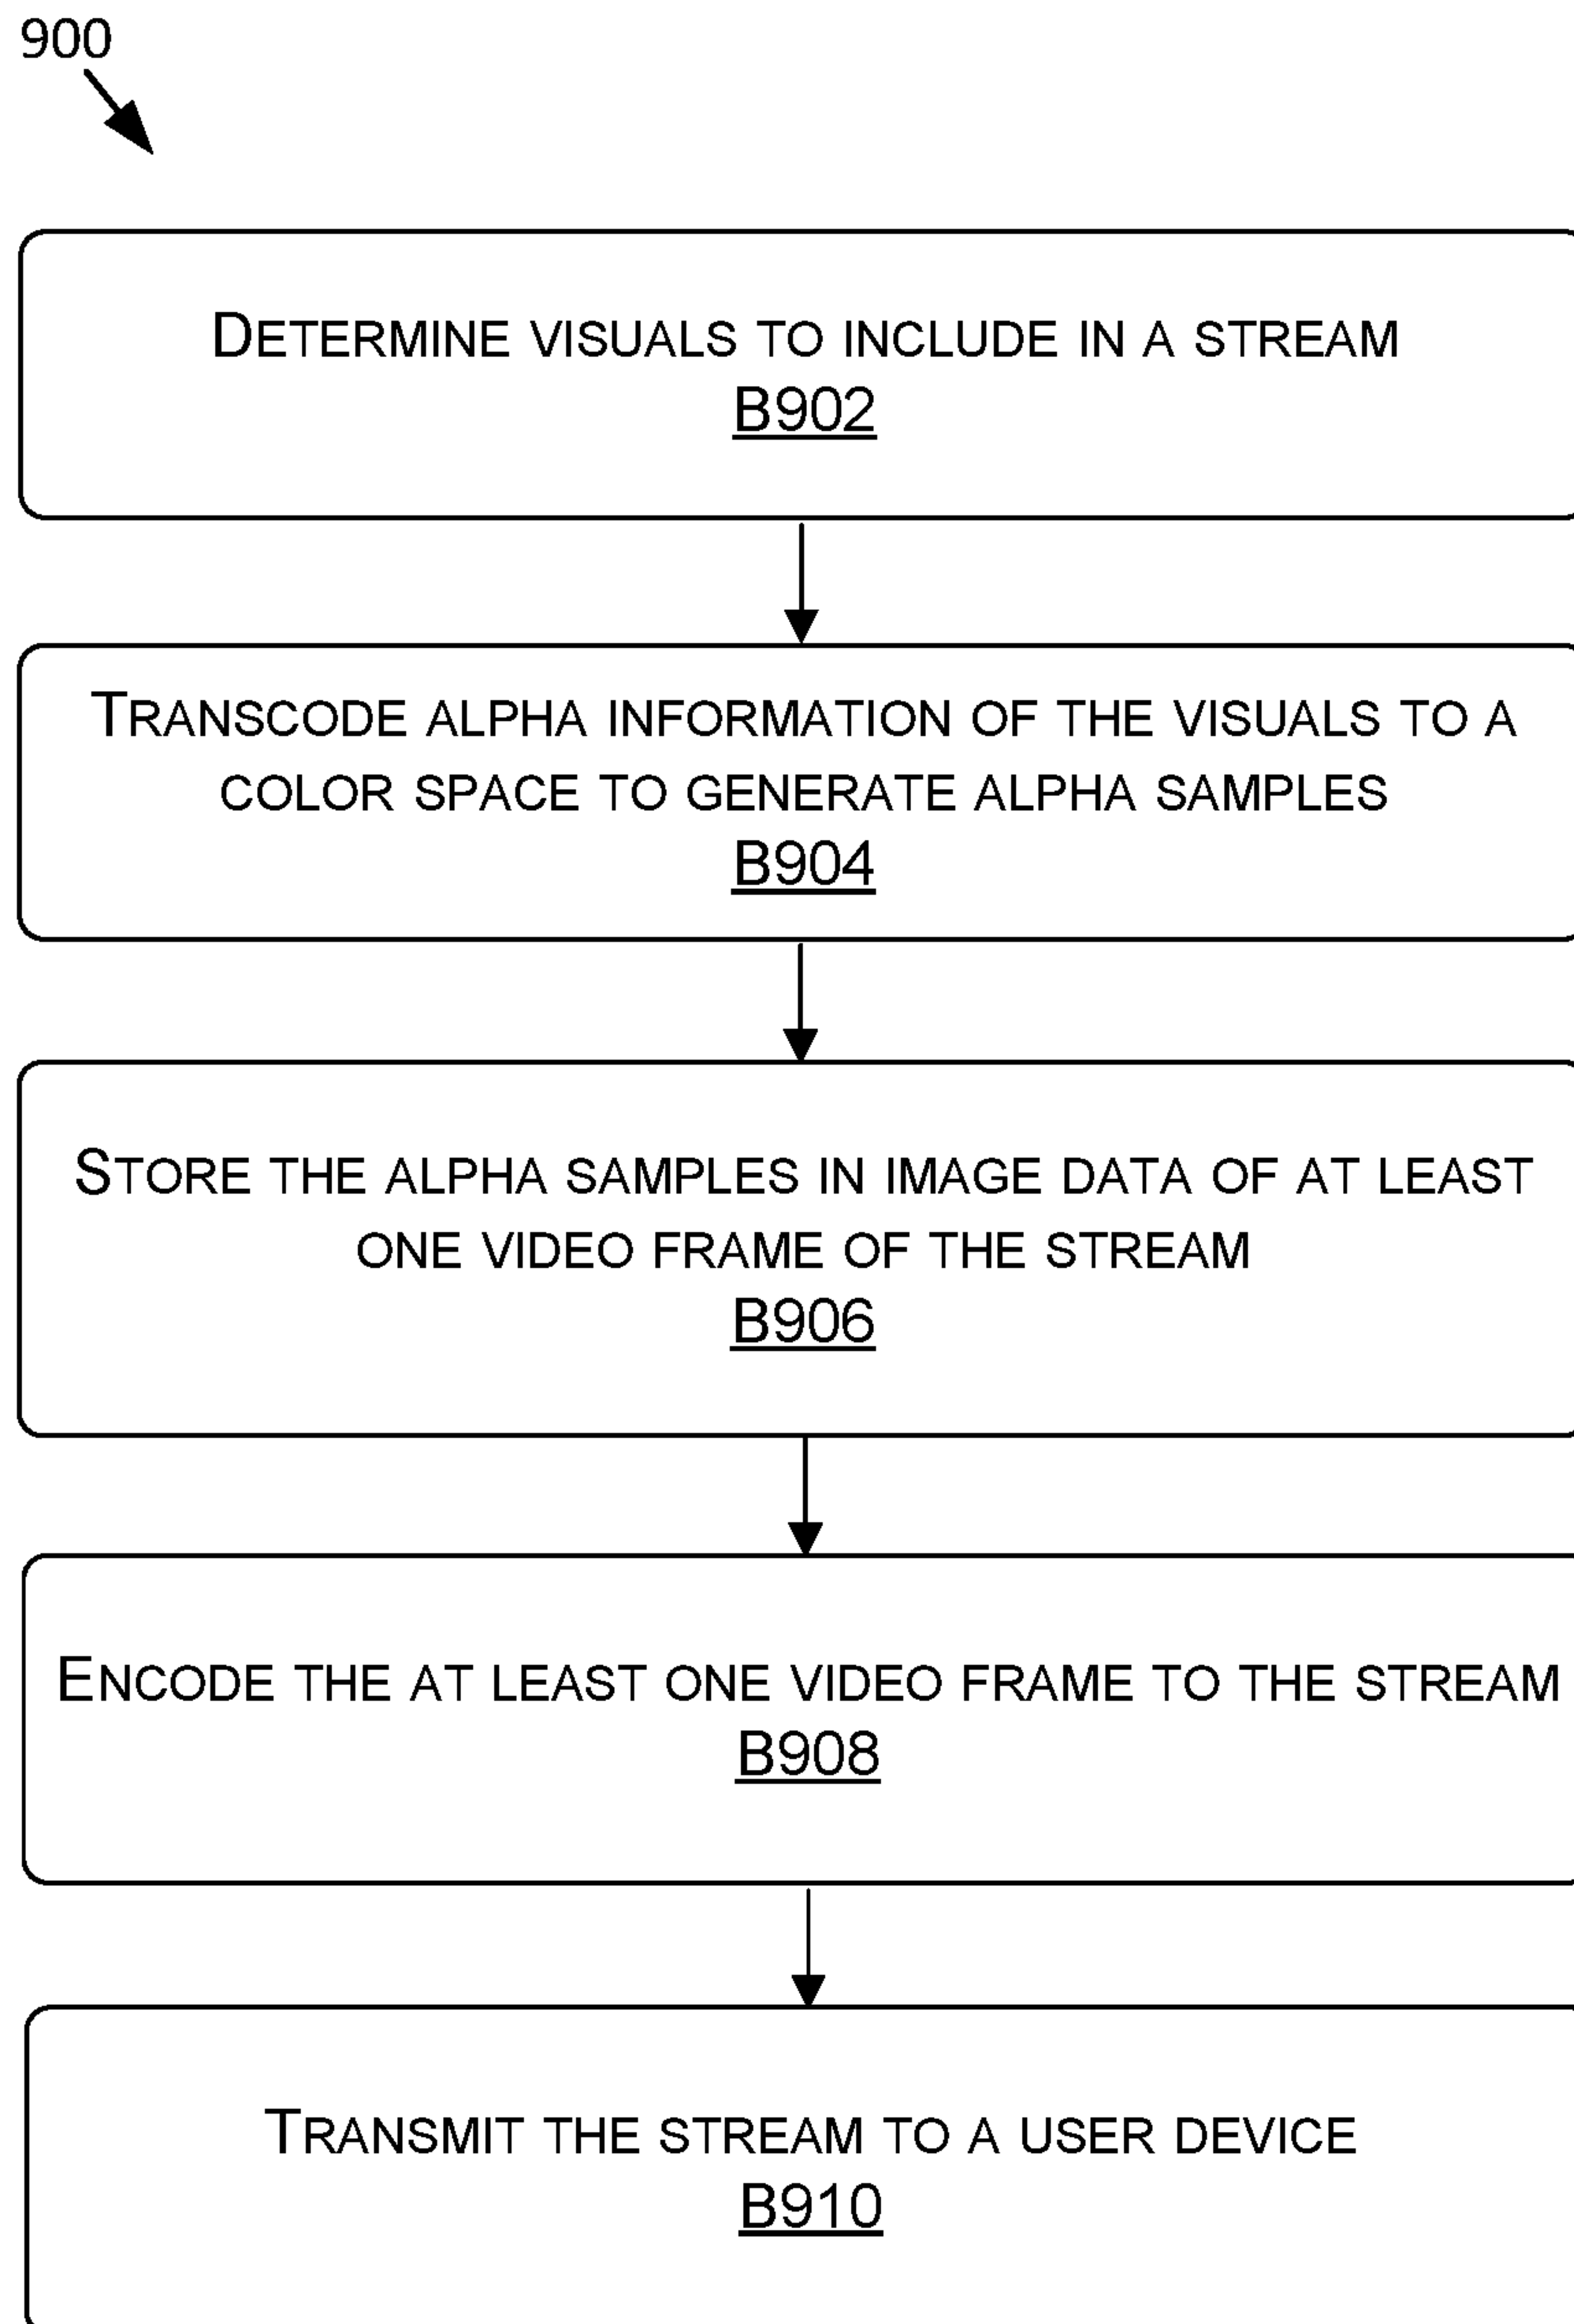 900
DETERMINE VISUALS TO INCLUDE IN A STREAM
B902
TRANSCODE ALPHA INFORMATION OF THE VISUALS TO A
COLOR SPACE TO GENERATE ALPHA SAMPLES
B904
STORE THE ALPHA SAMPLES IN IMAGE DATA OF AT LEAST
ONE VIDEO FRAME OF THE STREAM
B906
ENCODE THE AT LEAST ONE VIDEO FRAME TO THE STREAM
B908
TRANSMIT THE STREAM TO A USER DEVICE
B910